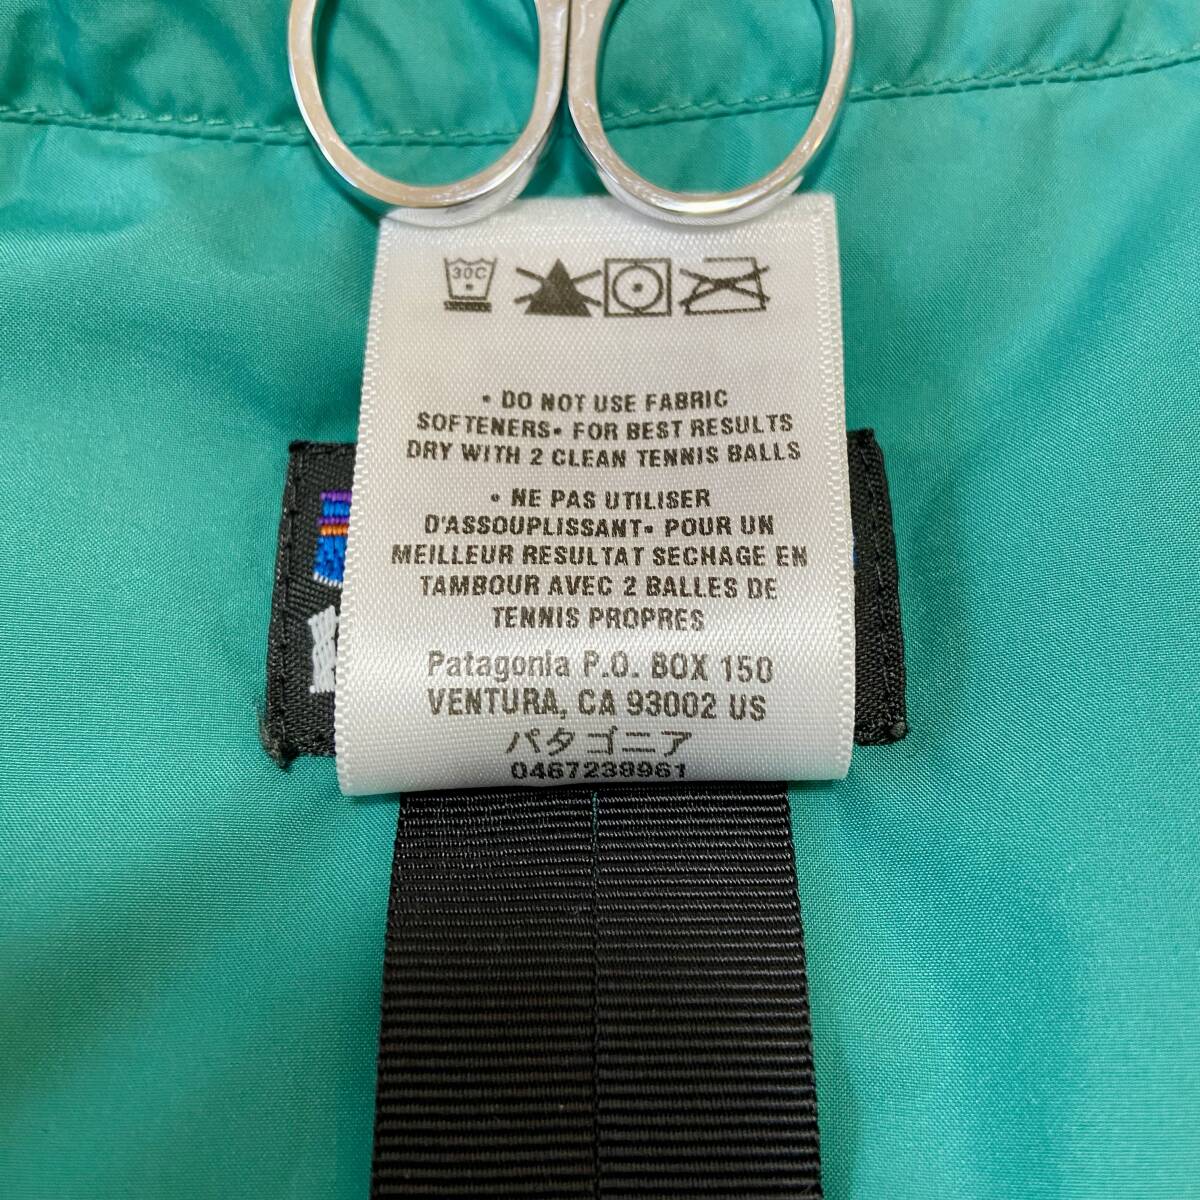 30C
• DO NOT USE FABRIC
SOFTENERS• FOR BEST RESULTS
DRY WITH 2 CLEAN TENNIS BALLS
• NE PAS UTILISER
D'ASSOUPLISSANT• POUR UN
MEILLEUR RESULTAT SECHAGE EN
TAMBOUR AVEC 2 BALLES DE
TENNIS PROPRES
Patagonia P.O. BOX 150
VENTURA, CA 93002 US
パタゴニア
0467238961